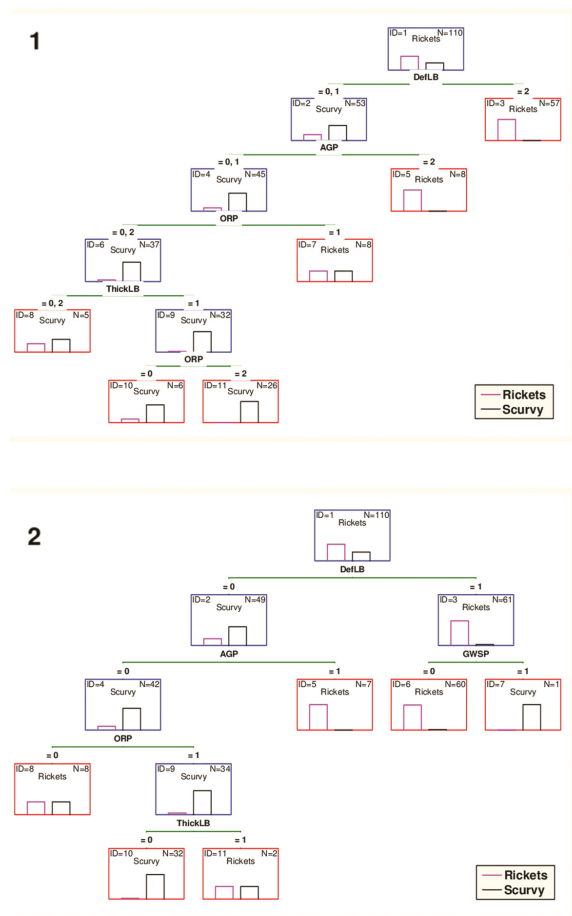 1
ID=1 N=110
Rickets
DefLB
= 0, 1 = 2
ID=2 N=53 ID=3 N=57
Scurvy Rickets
AGP
= 0, 1 = 2
ID=4 N=45 ID=5 N=8
Scurvy Rickets
ORP
= 0, 2 = 1
ID=6 N=37 ID=7 N=8
Scurvy Rickets
ThickLB
= 0, 2 = 1
ID=8 N=5 ID=9 N=32
Scurvy Scurvy
ORP
= 0 = 2
ID=10 N=6 ID=11 N=26
Scurvy Scurvy
Rickets
Scurvy
2
ID=1 N=110
Rickets
DefLB
= 0 = 1
ID=2 N=49 ID=3 N=61
Scurvy Rickets
AGP GWSP
= 0 = 1 = 0 = 1
ID=4 N=42 ID=5 N=7 ID=6 N=60 ID=7 N=1
Scurvy Rickets Rickets Scurvy
ORP
= 0 = 1
ID=8 N=8 ID=9 N=34
Rickets Scurvy
ThickLB
= 0 = 1
ID=10 N=32 ID=11 N=2
Scurvy Rickets
Rickets
Scurvy